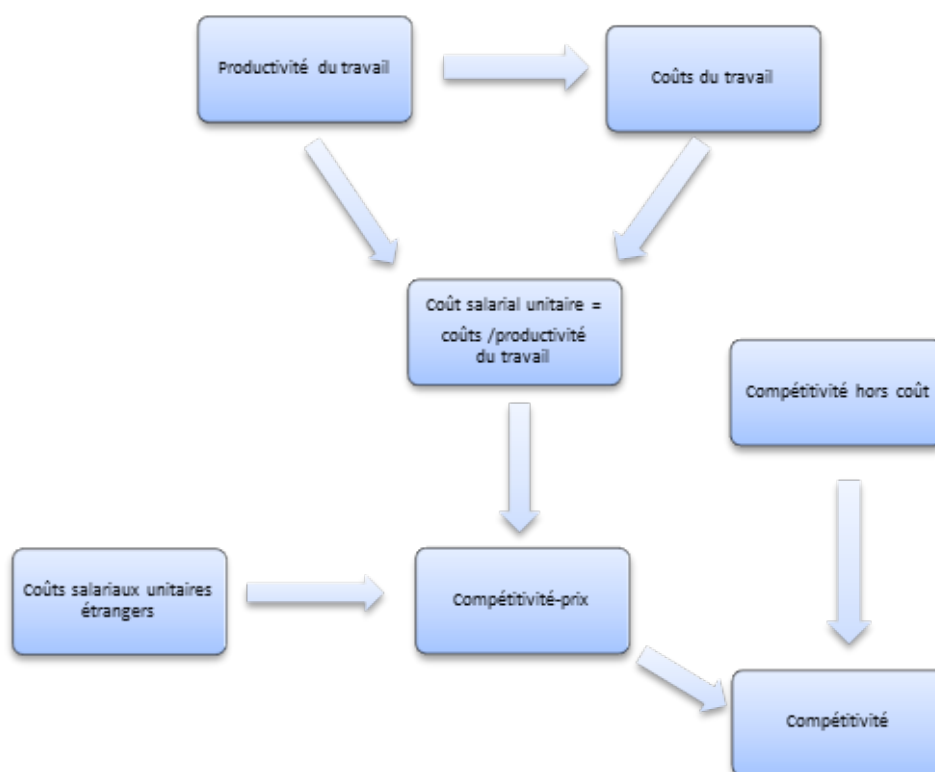 Productivité du travail
Coûts du travail
Coût salarial unitaire =
coûts /productivité
du travail
Compétitivité hors coût
Coûts salariaux unitaires
étrangers
Compétitivité-prix
Compétitivité